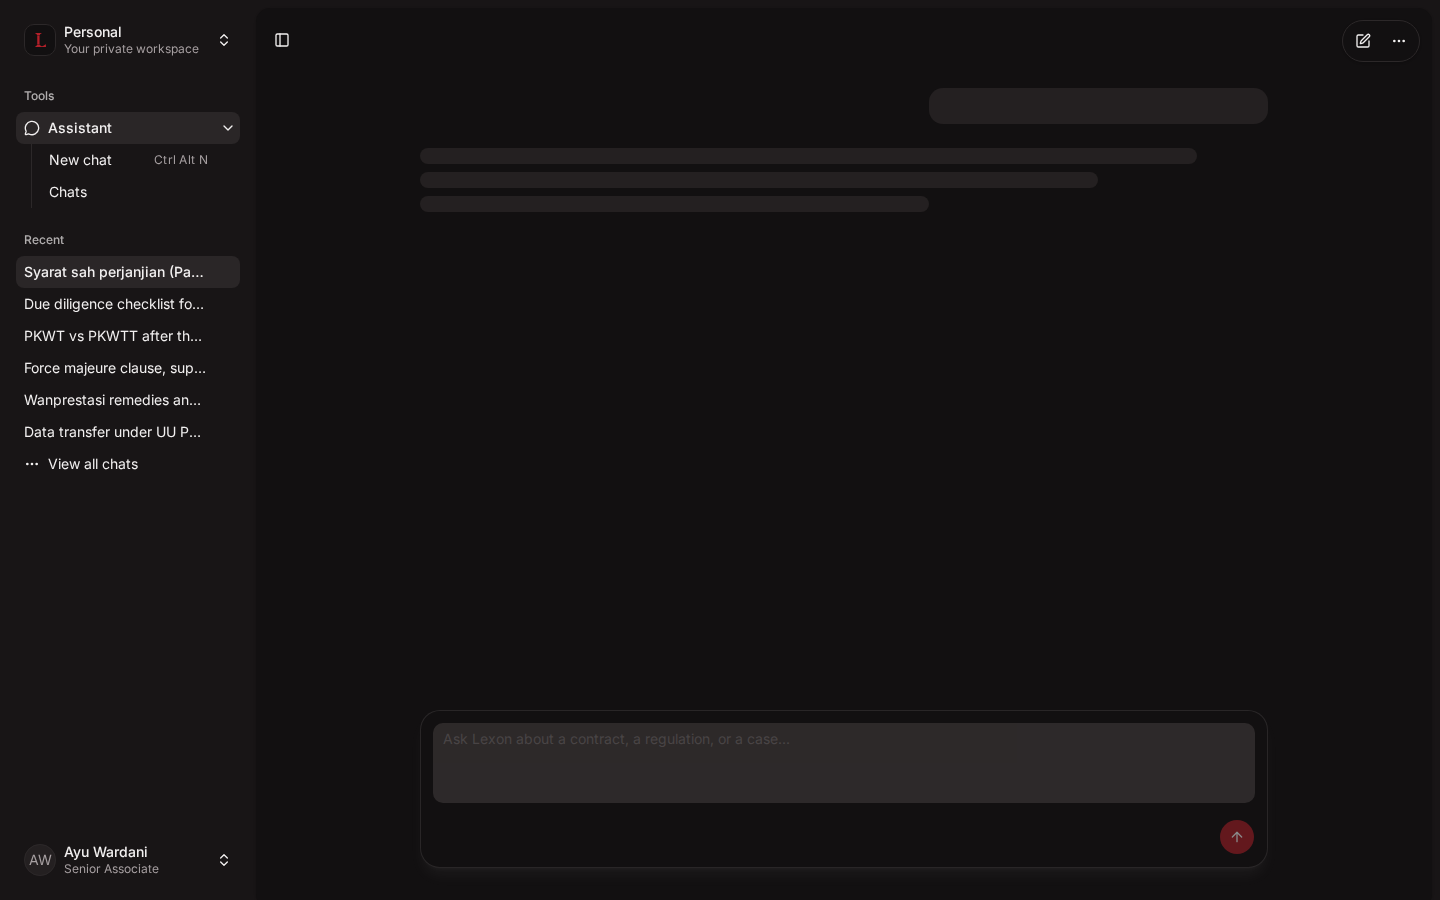 L
Personal
Your private workspace
Tools
Assistant
New chat Ctrl Alt N
Chats
Recent
Syarat sah perjanjian (Pa...
Due diligence checklist fo...
PKWT vs PKWTT after th...
Force majeure clause, sup...
Wanprestasi remedies an...
Data transfer under UU P...
View all chats
Ask Lexon about a contract, a regulation, or a case...
AW
Ayu Wardani
Senior Associate